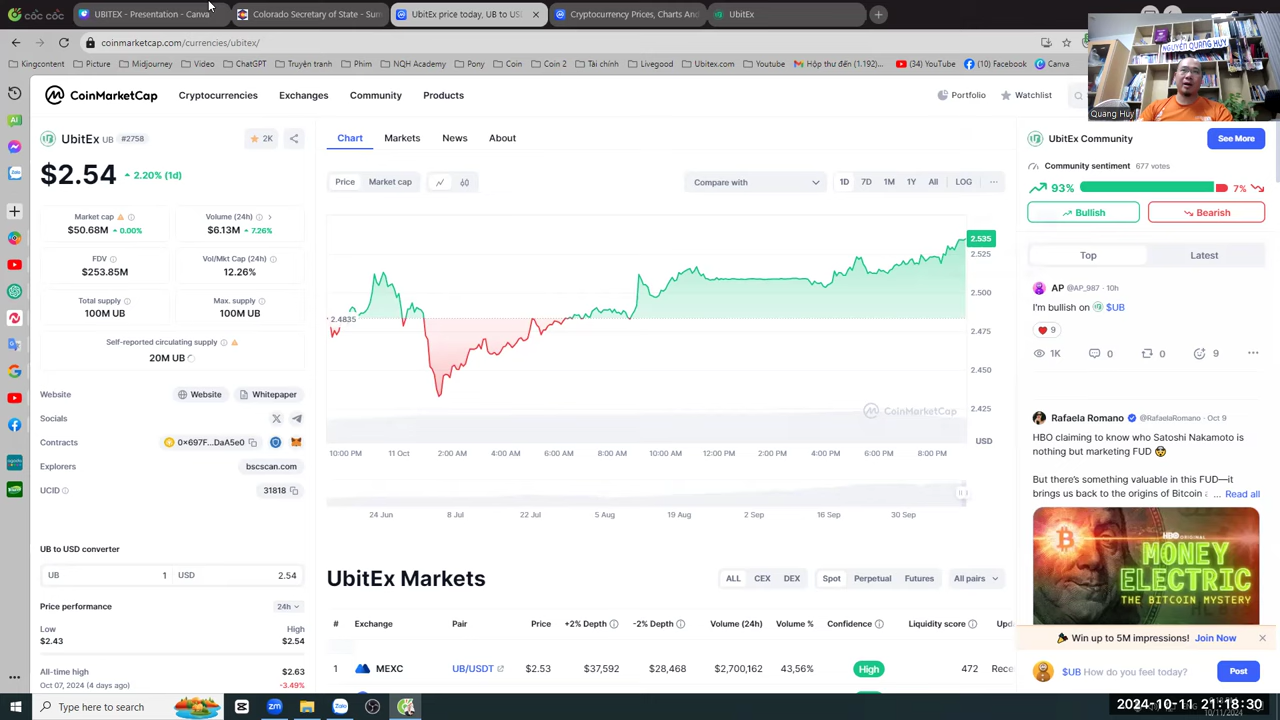 UBITEX - Presentation - Canva
Colorado Secretary of State - Sum
UbitEx price today, UB to USD l
Cryptocurrency Prices, Charts And
UbitEX
coinmarketcap.com/currencies/ubitex/
Kingcontent
Picture
Midjourney
Video
ChatGPT
Truyện tranh
Phim
NQH Academy
Coin
Coin 2
Tài chính
Livegood
Ubitex.com
Youtube
Hộp thư đến (1.192)...
(34) YouTube
(10) Facebook
Canva
NGUYỄN QUANG HUY
Quang Huy
CoinMarketCap
Cryptocurrencies
Exchanges
Community
Products
Portfolio
Watchlist
UbitEx UB #2758
2K
$2.54
2.20% (1d)
Market cap
$50.68M 0.00%
Volume (24h)
$6.13M 7.26%
FDV
$253.85M
Vol/Mkt Cap (24h)
12.26%
Total supply
100M UB
Max. supply
100M UB
Self-reported circulating supply
20M UB
Website
Website
Whitepaper
Socials
Contracts
0x697F...DaA5e0
Explorers
bscscan.com
UCID
31818
UB to USD converter
UB 1
USD 2.54
Price performance
24h
Low
$2.43
High
$2.54
All-time high
Oct 07, 2024 (4 days ago)
$2.63
-3.49%
Chart
Markets
News
About
Price
Market cap
Compare with
1D
7D
1M
1Y
All
LOG
2.535
2.525
2.500
2.4835
2.475
2.450
2.425
CoinMarketCap
USD
10:00 PM
11 Oct
2:00 AM
4:00 AM
6:00 AM
8:00 AM
10:00 AM
12:00 PM
2:00 PM
4:00 PM
6:00 PM
8:00 PM
24 Jun
8 Jul
22 Jul
5 Aug
19 Aug
2 Sep
16 Sep
30 Sep
UbitEx Markets
ALL
CEX
DEX
Spot
Perpetual
Futures
All pairs
#
Exchange
Pair
Price
+2% Depth
-2% Depth
Volume (24h)
Volume %
Confidence
Liquidity score
Upd
1
MEXC
UB/USDT
$2.53
$37,592
$28,468
$2,700,162
43,56%
High
472
Rece
UbitEx Community
See More
Community sentiment 677 votes
93%
7%
Bullish
Bearish
Top
Latest
AP @AP_987 · 10h
I'm bullish on $UB
9
1K
0
0
9
Rafaela Romano @RafaelaRomano · Oct 9
HBO claiming to know who Satoshi Nakamoto is
nothing but marketing FUD
But there's something valuable in this FUD—it
brings us back to the origins of Bitcoin
... Read all
HBO ORIGINAL
MONEY
ELECTRIC
THE BITCOIN MYSTERY
Win up to 5M impressions! Join Now
$UB How do you feel today?
Post
Type here to search
2024-10-11 21:18:30
10/11/2024